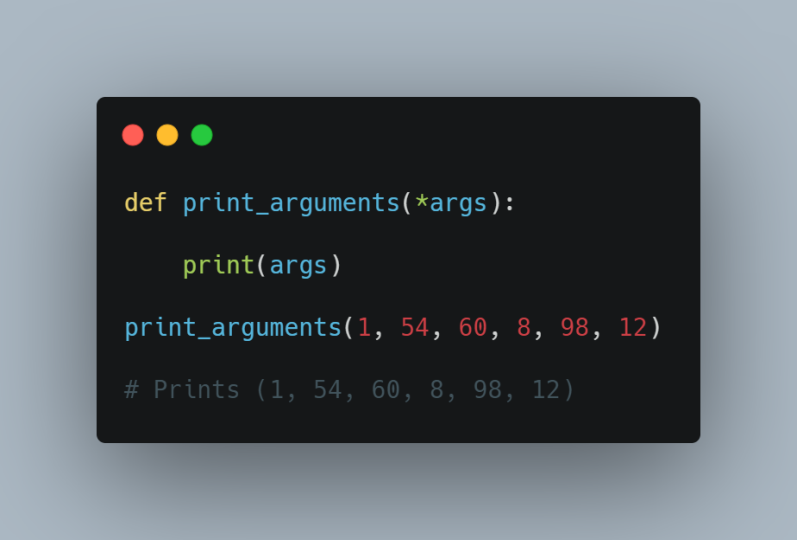 def print_arguments(*args):
    print(args)
print_arguments(1, 54, 60, 8, 98, 12)
# Prints (1, 54, 60, 8, 98, 12)